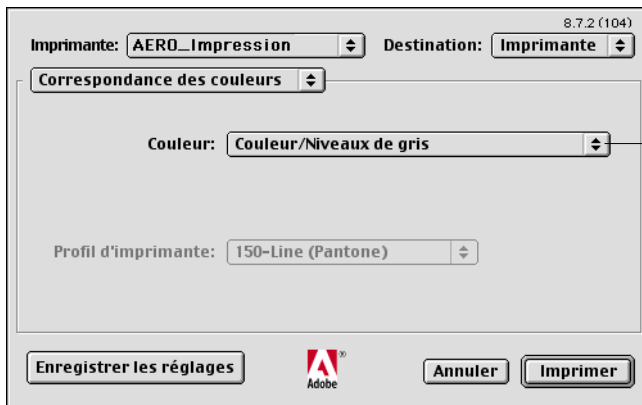 8.7.2 (104)
Imprimante: AERO_Impression Destination: Imprimante
Correspondance des couleurs
Couleur: Couleur/Niveaux de gris
Profil d'imprimante: 150-Line (Pantone)
Enregistrer les réglages Adobe ® Annuler Imprimer